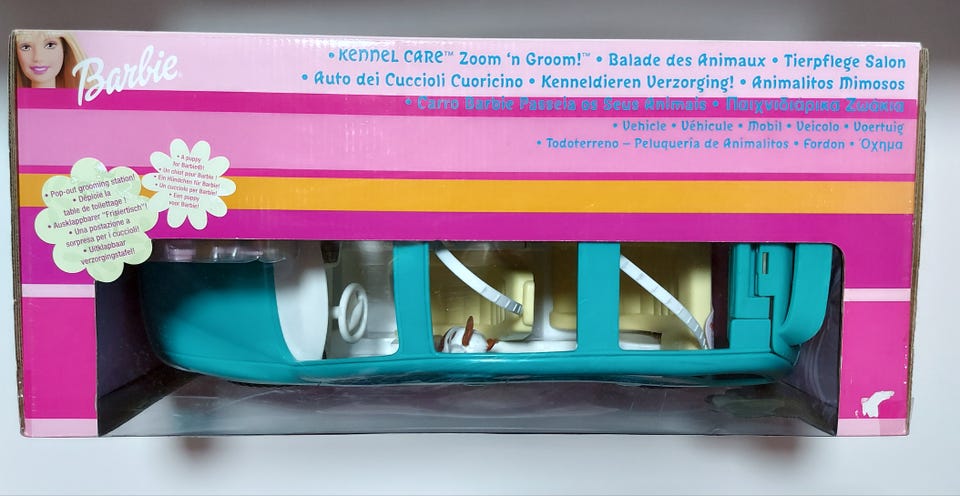 Barbie®
• KENNEL CARE™ Zoom 'n Groom!™ • Balade des Animaux • Tierpflege Salon
• Auto dei Cuccioli Cuoricino • Kenneldieren Verzorging! • Animalitos Mimosos
• Carro Barbie Passeia os Seus Animais • Παιχνιδιάρικα Ζωάκια
• Vehicle • Véhicule • Mobil • Veicolo • Voertuig
• Todoterreno – Peluquería de Animalitos • Fordon • Όχημα
• A puppy
for Barbie®!
• Un chiot pour Barbie !
• Ein Hündchen für Barbie!
• Un cucciolo per Barbie!
• Een puppy
voor Barbie!
• Pop-out grooming station!
• Déploie la
table de toilettage !
• Ausklappbarer "Frisiertisch"!
• Una postazione a
sorpresa per i cuccioli!
• Uitklapbaar
verzorgingstafel!